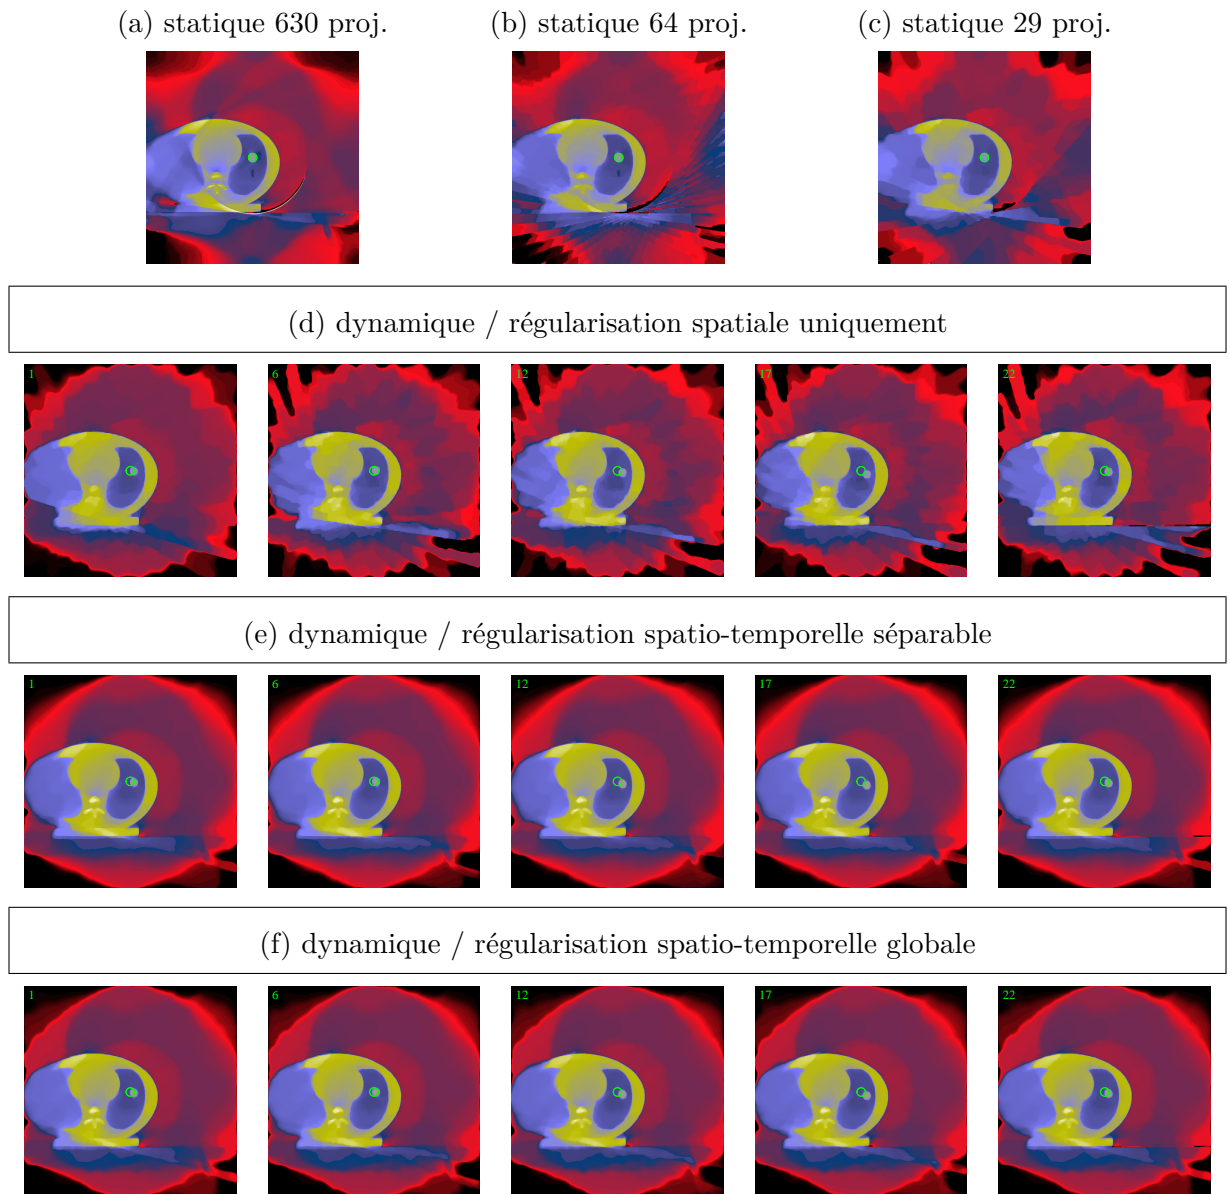 (a) statique 630 proj. (b) statique 64 proj. (c) statique 29 proj.
(d) dynamique / régularisation spatiale uniquement
1 6 12 17 22
(e) dynamique / régularisation spatio-temporelle séparable
1 6 12 17 22
(f) dynamique / régularisation spatio-temporelle globale
1 6 12 17 22